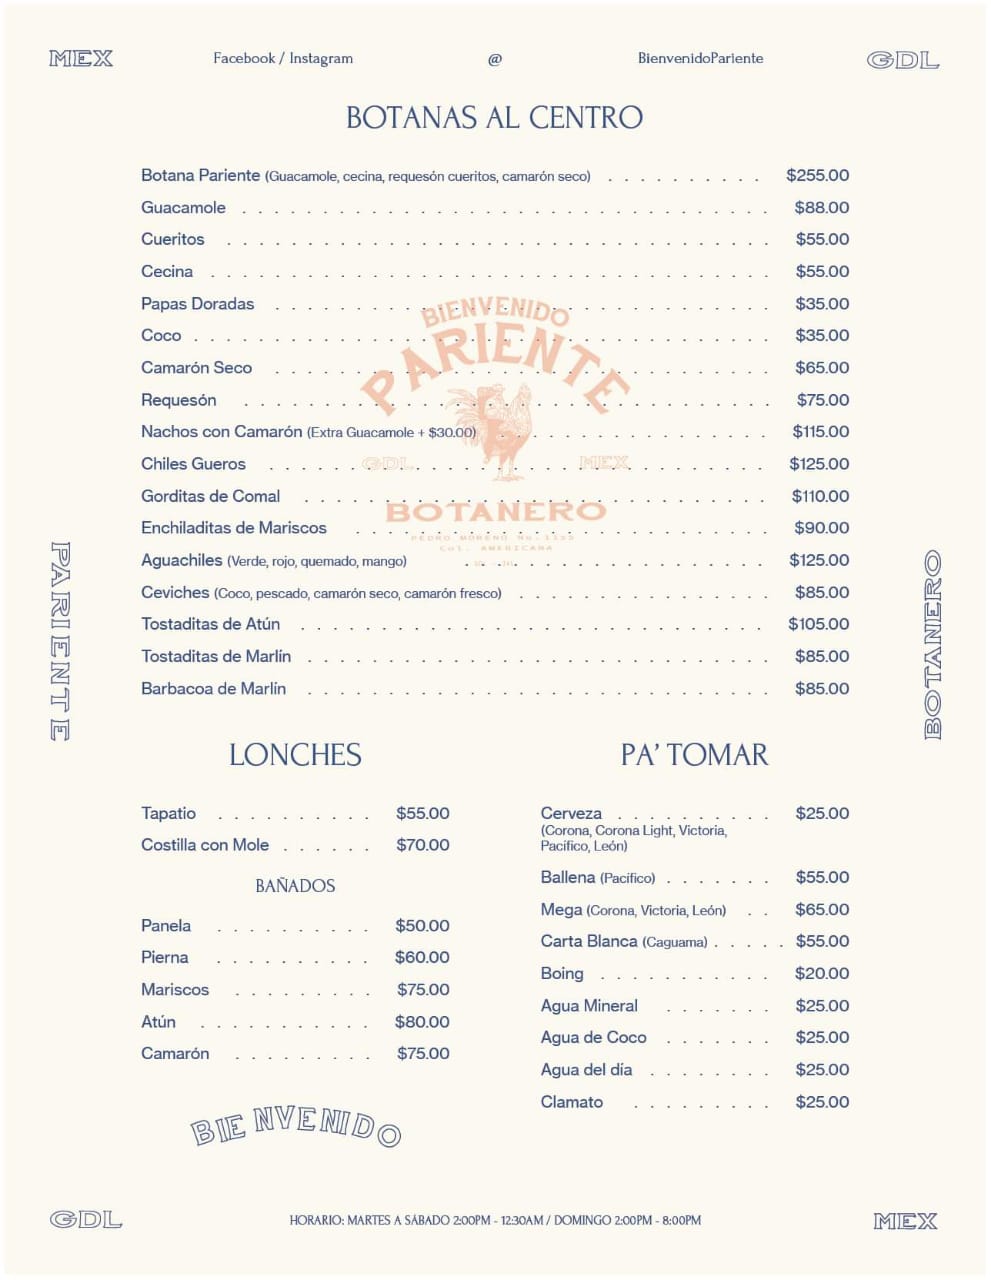 MEX Facebook / Instagram @ BienvenidoPariente GDL
BOTANAS AL CENTRO
Botana Pariente (Guacamole, cecina, requesón cueritos, camarón seco) . . . . . . . . . . $255.00
Guacamole . . . . . . . . . . $88.00
Cueritos . . . . . . . . . . $55.00
Cecina . . . . . . . . . . $55.00
Papas Doradas . . . . . . . . . . $35.00
Coco . . . . . . . . . . $35.00
Camarón Seco . . . . . . . . . . $65.00
Requesón . . . . . . . . . . $75.00
Nachos con Camarón (Extra Guacamole + $30.00) . . . . . . . . . . $115.00
Chiles Gueros . . . . . . . . . . $125.00
Gorditas de Comal . . . . . . . . . . $110.00
Enchiladitas de Mariscos . . . . . . . . . . $90.00
Aguachiles (Verde, rojo, quemado, mango) . . . . . . . . . . $125.00
Ceviches (Coco, pescado, camarón seco, camarón fresco) . . . . . . . . . . $85.00
Tostaditas de Atún . . . . . . . . . . $105.00
Tostaditas de Marlín . . . . . . . . . . $85.00
Barbacoa de Marlín . . . . . . . . . . $85.00
BIENVENIDO
PARIENTE
GDL MEX
BOTANERO
PEDRO MORENO No. 1155
Col. AMERICANA
PARIENTE
BOTANERO
LONCHES
Tapatio . . . . . . . . . . $55.00
Costilla con Mole . . . . . . $70.00
BAÑADOS
Panela . . . . . . . . . . $50.00
Pierna . . . . . . . . . . $60.00
Mariscos . . . . . . . . . $75.00
Atún . . . . . . . . . . . $80.00
Camarón . . . . . . . . . $75.00
BIENVENIDO
PA' TOMAR
Cerveza . . . . . . . . . . $25.00
(Corona, Corona Light, Victoria,
Pacífico, León)
Ballena (Pacífico) . . . . . . . $55.00
Mega (Corona, Victoria, León) . . $65.00
Carta Blanca (Caguama) . . . . . $55.00
Boing . . . . . . . . . . $20.00
Agua Mineral . . . . . . . $25.00
Agua de Coco . . . . . . . $25.00
Agua del día . . . . . . . . $25.00
Clamato . . . . . . . . . $25.00
GDL HORARIO: MARTES A SÁBADO 2:00PM - 12:30AM / DOMINGO 2:00PM - 8:00PM MEX